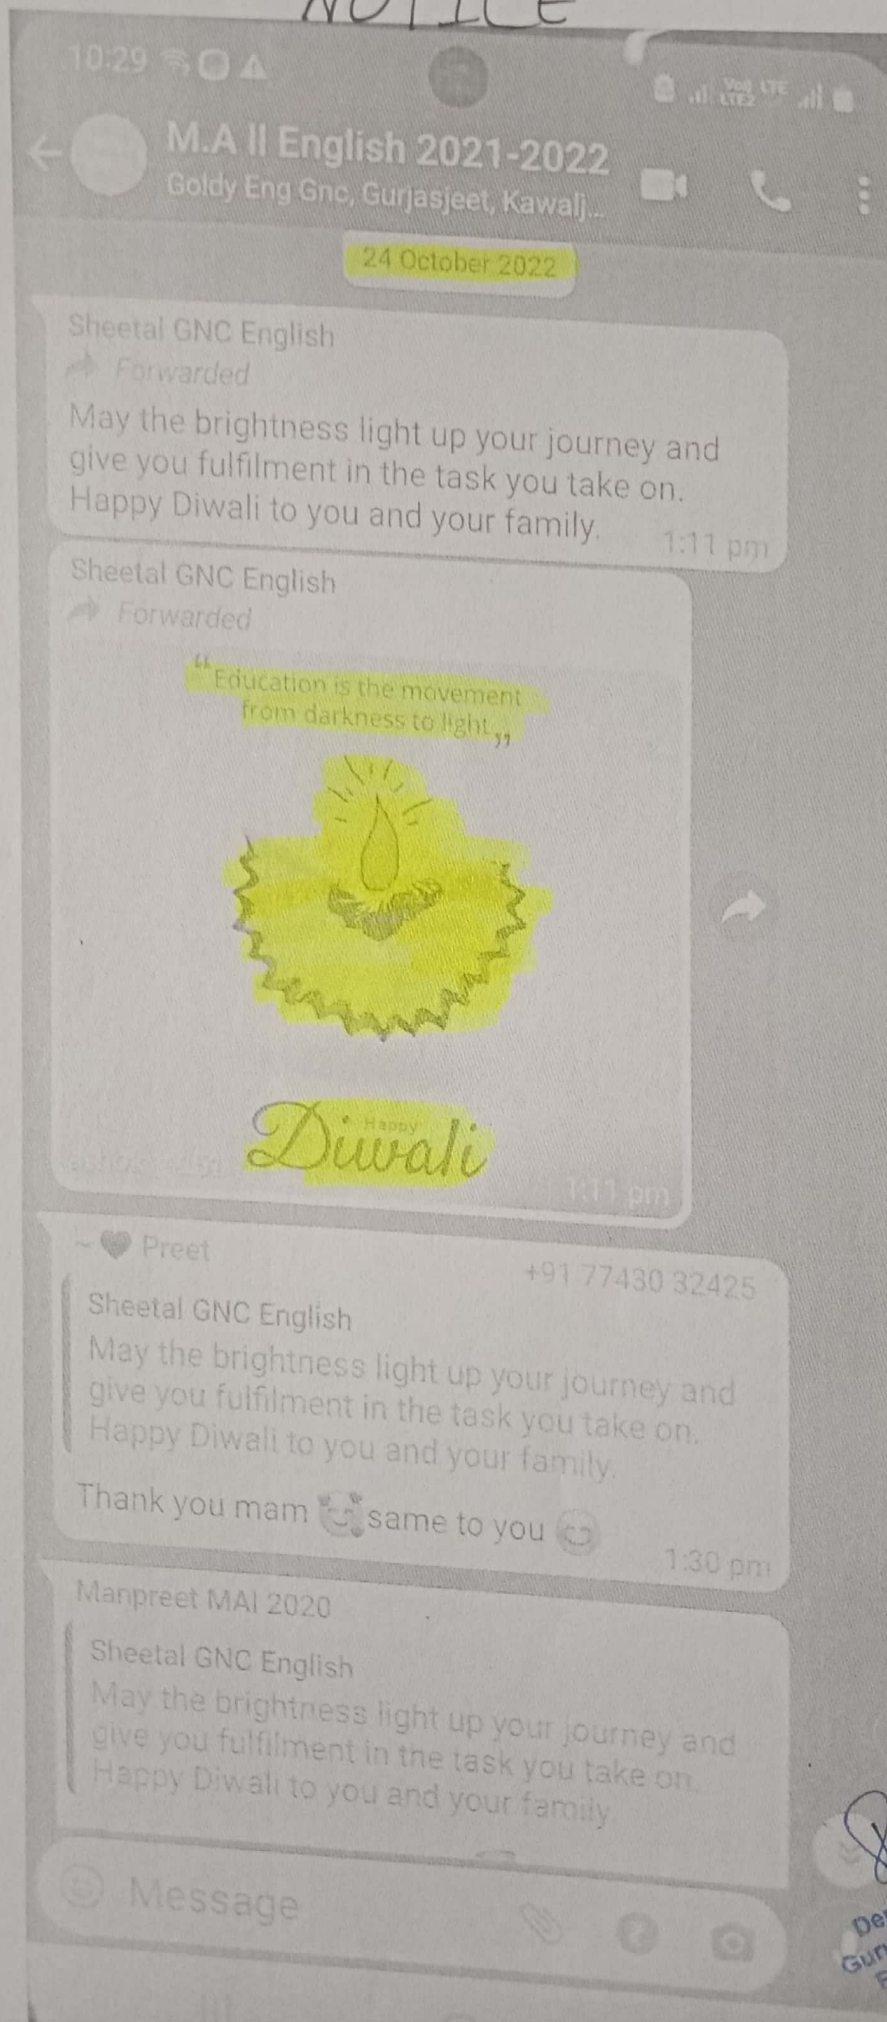 NOTICE
10:29
Vo) LTE
LTE2
M.A II English 2021-2022
Goldy Eng Gnc, Gurjasjeet, Kawalj...
24 October 2022
Sheetal GNC English
Forwarded
May the brightness light up your journey and
give you fulfilment in the task you take on.
Happy Diwali to you and your family.
1:11 pm
Sheetal GNC English
Forwarded
“Education is the movement
from darkness to light„
Happy
Diwali
1:11 pm
~ ❤ Preet
+91 77430 32425
Sheetal GNC English
May the brightness light up your journey and
give you fulfilment in the task you take on.
Happy Diwali to you and your family.
Thank you mam same to you
1:30 pm
Manpreet MAI 2020
Sheetal GNC English
May the brightness light up your journey and
give you fulfilment in the task you take on.
Happy Diwali to you and your family.
Message